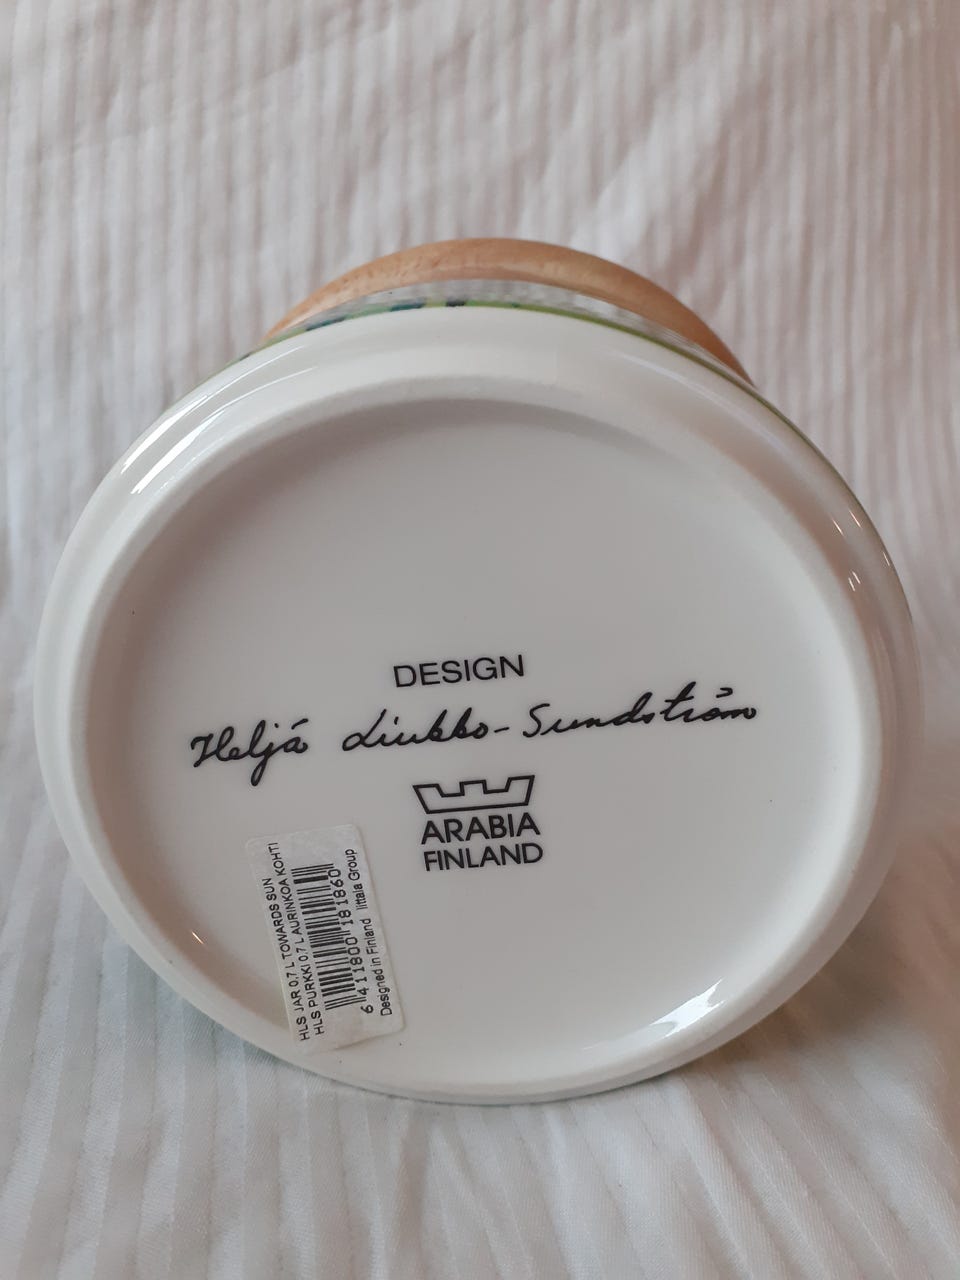 DESIGN
Heljä Liukko-Sundström
ARABIA
FINLAND
HLS JAR 0,7 L TOWARDS SUN
HLS PURKKI 0,7 L AURINKOA KOHTI
6 411800 181860
Designed in Finland Iittala Group